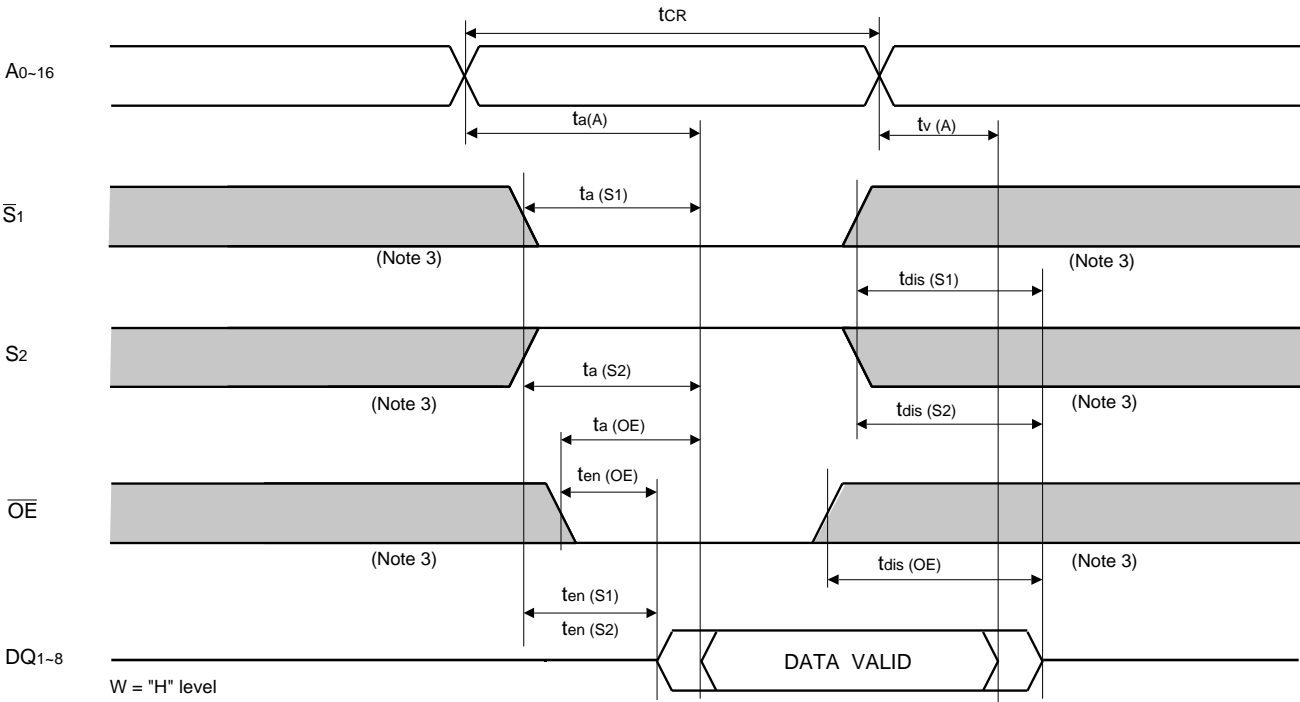 tCR
A0~16
ta(A)
tv (A)
S̅1
ta (S1)
(Note 3)
(Note 3)
tdis (S1)
S2
ta (S2)
(Note 3)
(Note 3)
tdis (S2)
ta (OE)
ten (OE)
O̅E̅
(Note 3)
tdis (OE)
(Note 3)
ten (S1)
ten (S2)
DQ1~8
DATA VALID
W = "H" level